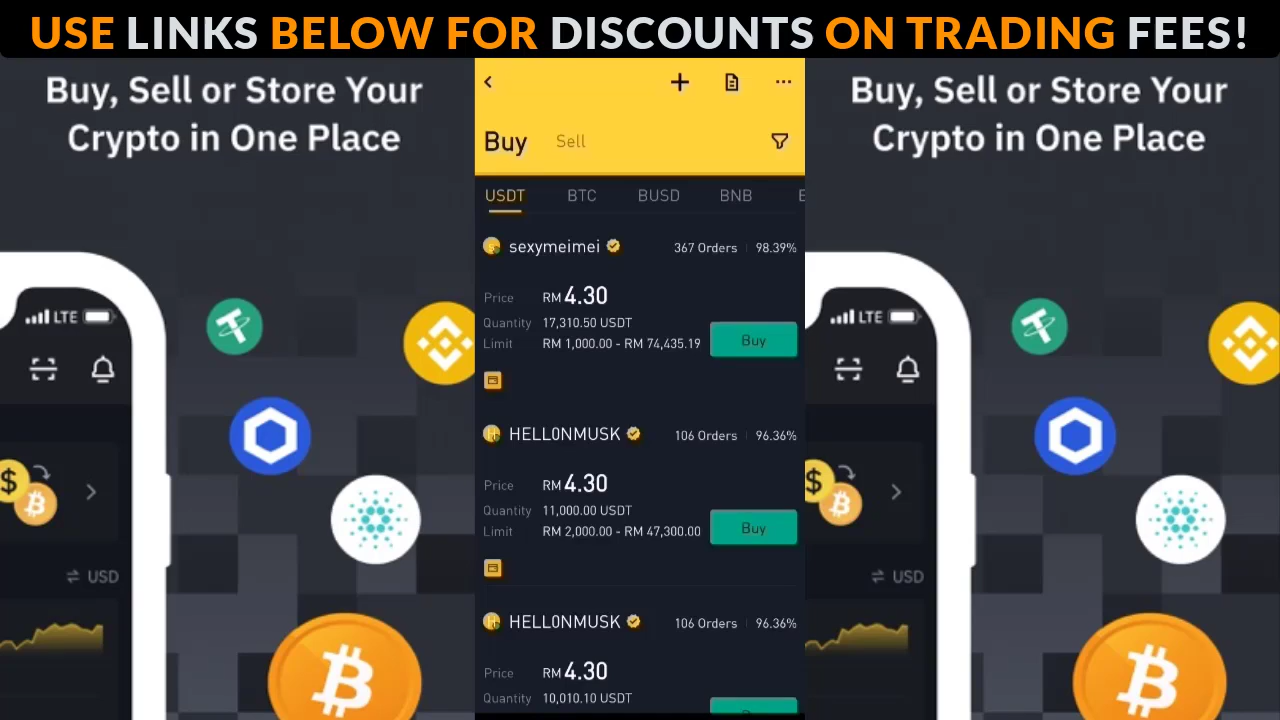 USE LINKS BELOW FOR DISCOUNTS ON TRADING FEES!
Buy, Sell or Store Your
Crypto in One Place
LTE
$
USD
Buy Sell
USDT BTC BUSD BNB
sexymeimei 367 Orders 98.39%
Price RM 4.30
Quantity 17,310.50 USDT
Limit RM 1,000.00 - RM 74,435.19
Buy
HELL0NMUSK 106 Orders 96.36%
Price RM 4.30
Quantity 11,000.00 USDT
Limit RM 2,000.00 - RM 47,300.00
Buy
HELL0NMUSK 106 Orders 96.36%
Price RM 4.30
Quantity 10,010.10 USDT
Buy, Sell or Store Your
Crypto in One Place
LTE
$
USD